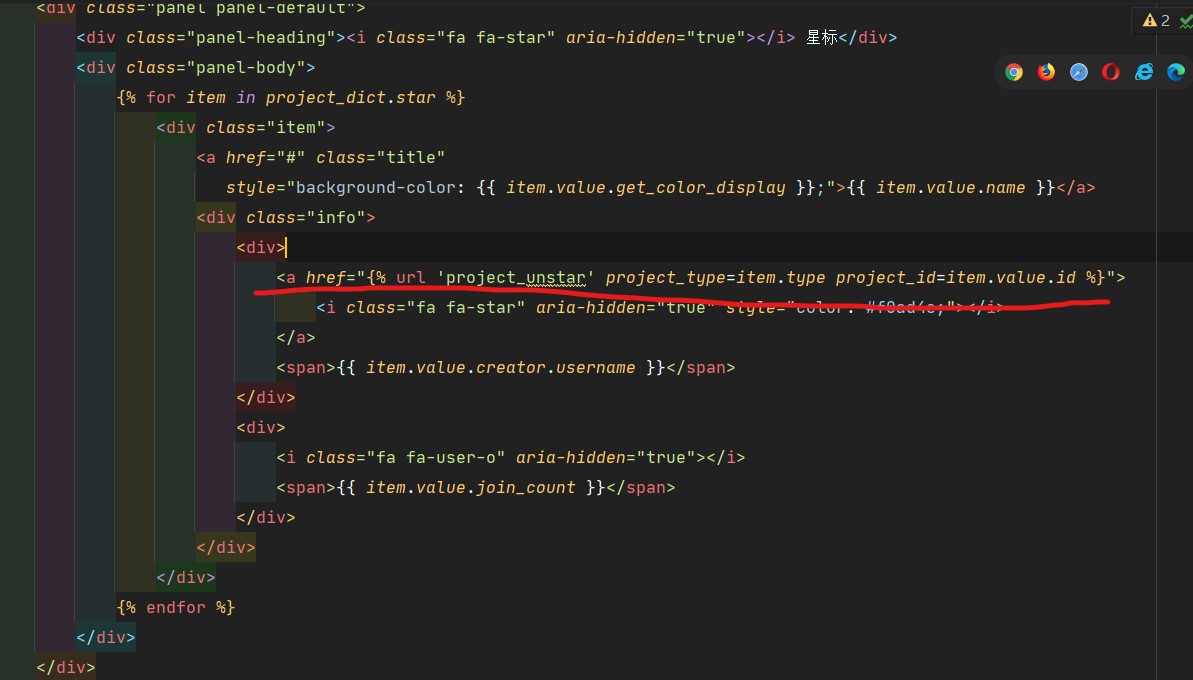 <div class="panel panel-default">
<div class="panel-heading"><i class="fa fa-star" aria-hidden="true"></i> 星标</div>
<div class="panel-body">
{% for item in project_dict.star %}
<div class="item">
<a href="#" class="title"
style="background-color: {{ item.value.get_color_display }};">{{ item.value.name }}</a>
<div class="info">
<div>
<a href="{% url 'project_unstar' project_type=item.type project_id=item.value.id %}">
<i class="fa fa-star" aria-hidden="true" style="color: #f0ad4e;"></i>
</a>
<span>{{ item.value.creator.username }}</span>
</div>
<div>
<i class="fa fa-user-o" aria-hidden="true"></i>
<span>{{ item.value.join_count }}</span>
</div>
</div>
</div>
{% endfor %}
</div>
</div>
2